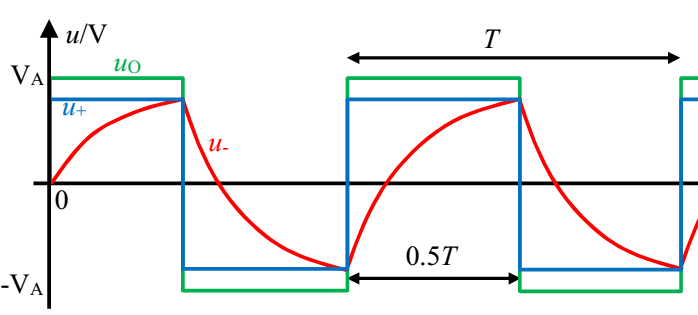 u/V
T
V_A
u_O
u_+
u_-
0
0.5T
-V_A